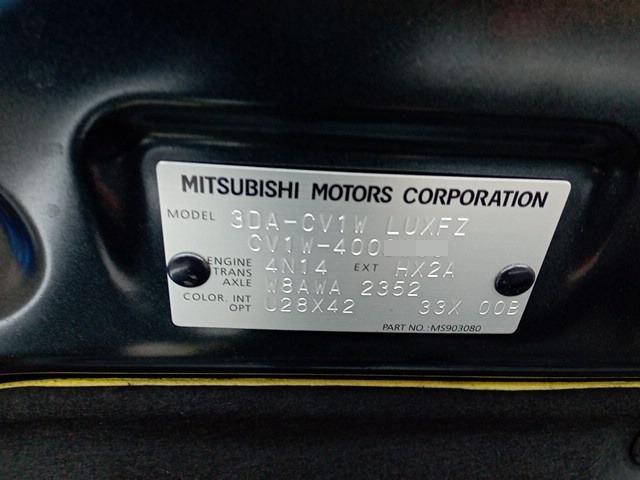 MITSUBISHI MOTORS CORPORATION
MODEL 3DA-CV1W LUXFZ
CV1W-400
ENGINE 4N14 EXT HX2A
TRANS AXLE W8AWA 2352
COLOR. INT OPT U28X42 33X 00B
PART NO.: MS903080